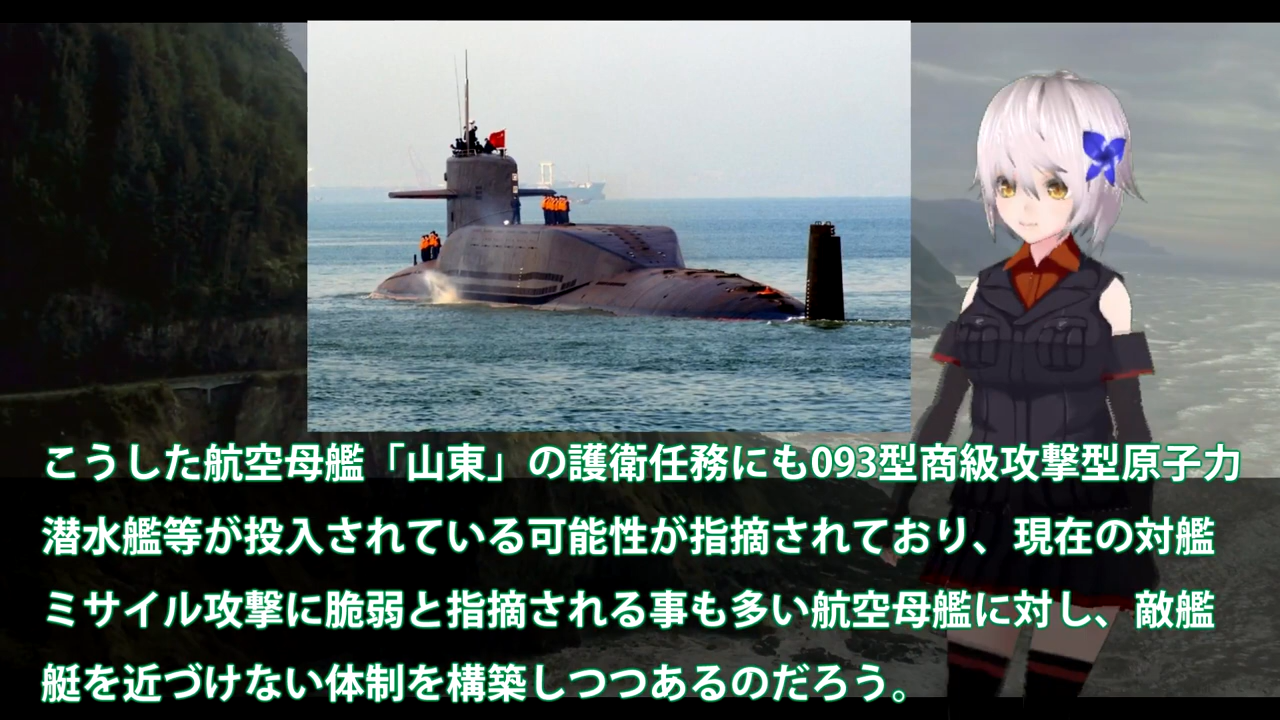 こうした航空母艦「山東」の護衛任務にも093型商級攻撃型原子力
潜水艦等が投入されている可能性が指摘されており、現在の対艦
ミサイル攻撃に脆弱と指摘される事も多い航空母艦に対し、敵艦
艇を近づけない体制を構築しつつあるのだろう。